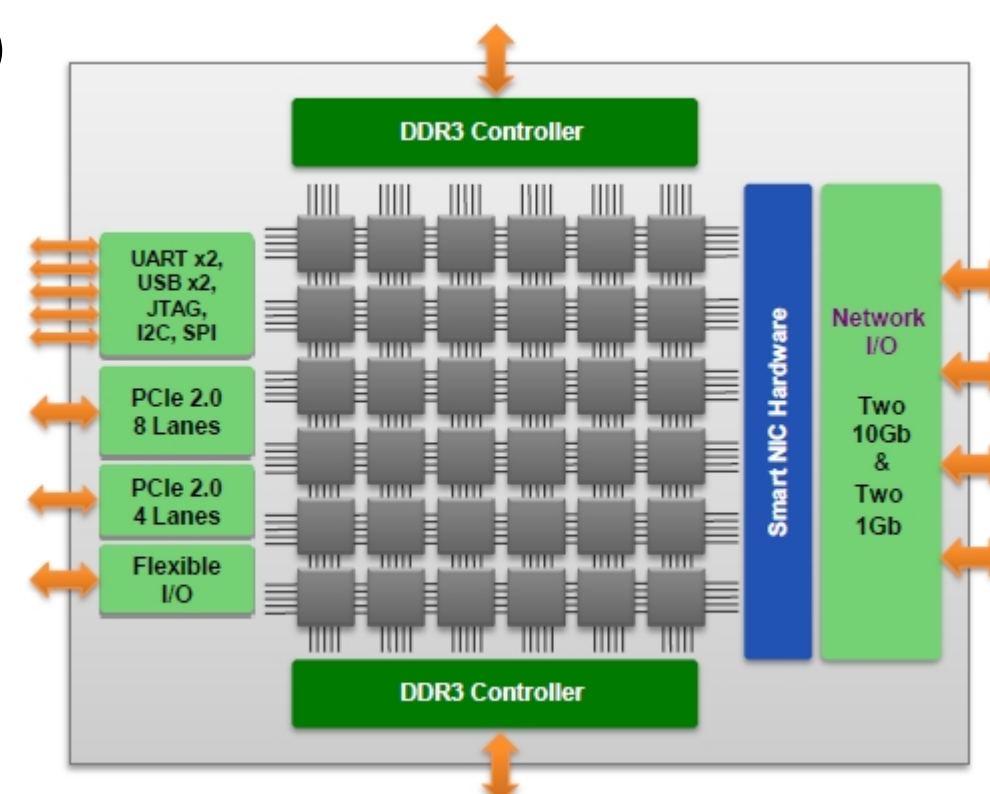 )
DDR3 Controller
UART x2,
USB x2,
JTAG,
I2C, SPI
PCIe 2.0
8 Lanes
PCIe 2.0
4 Lanes
Flexible
I/O
Smart NIC Hardware
Network
I/O
Two
10Gb
&
Two
1Gb
DDR3 Controller